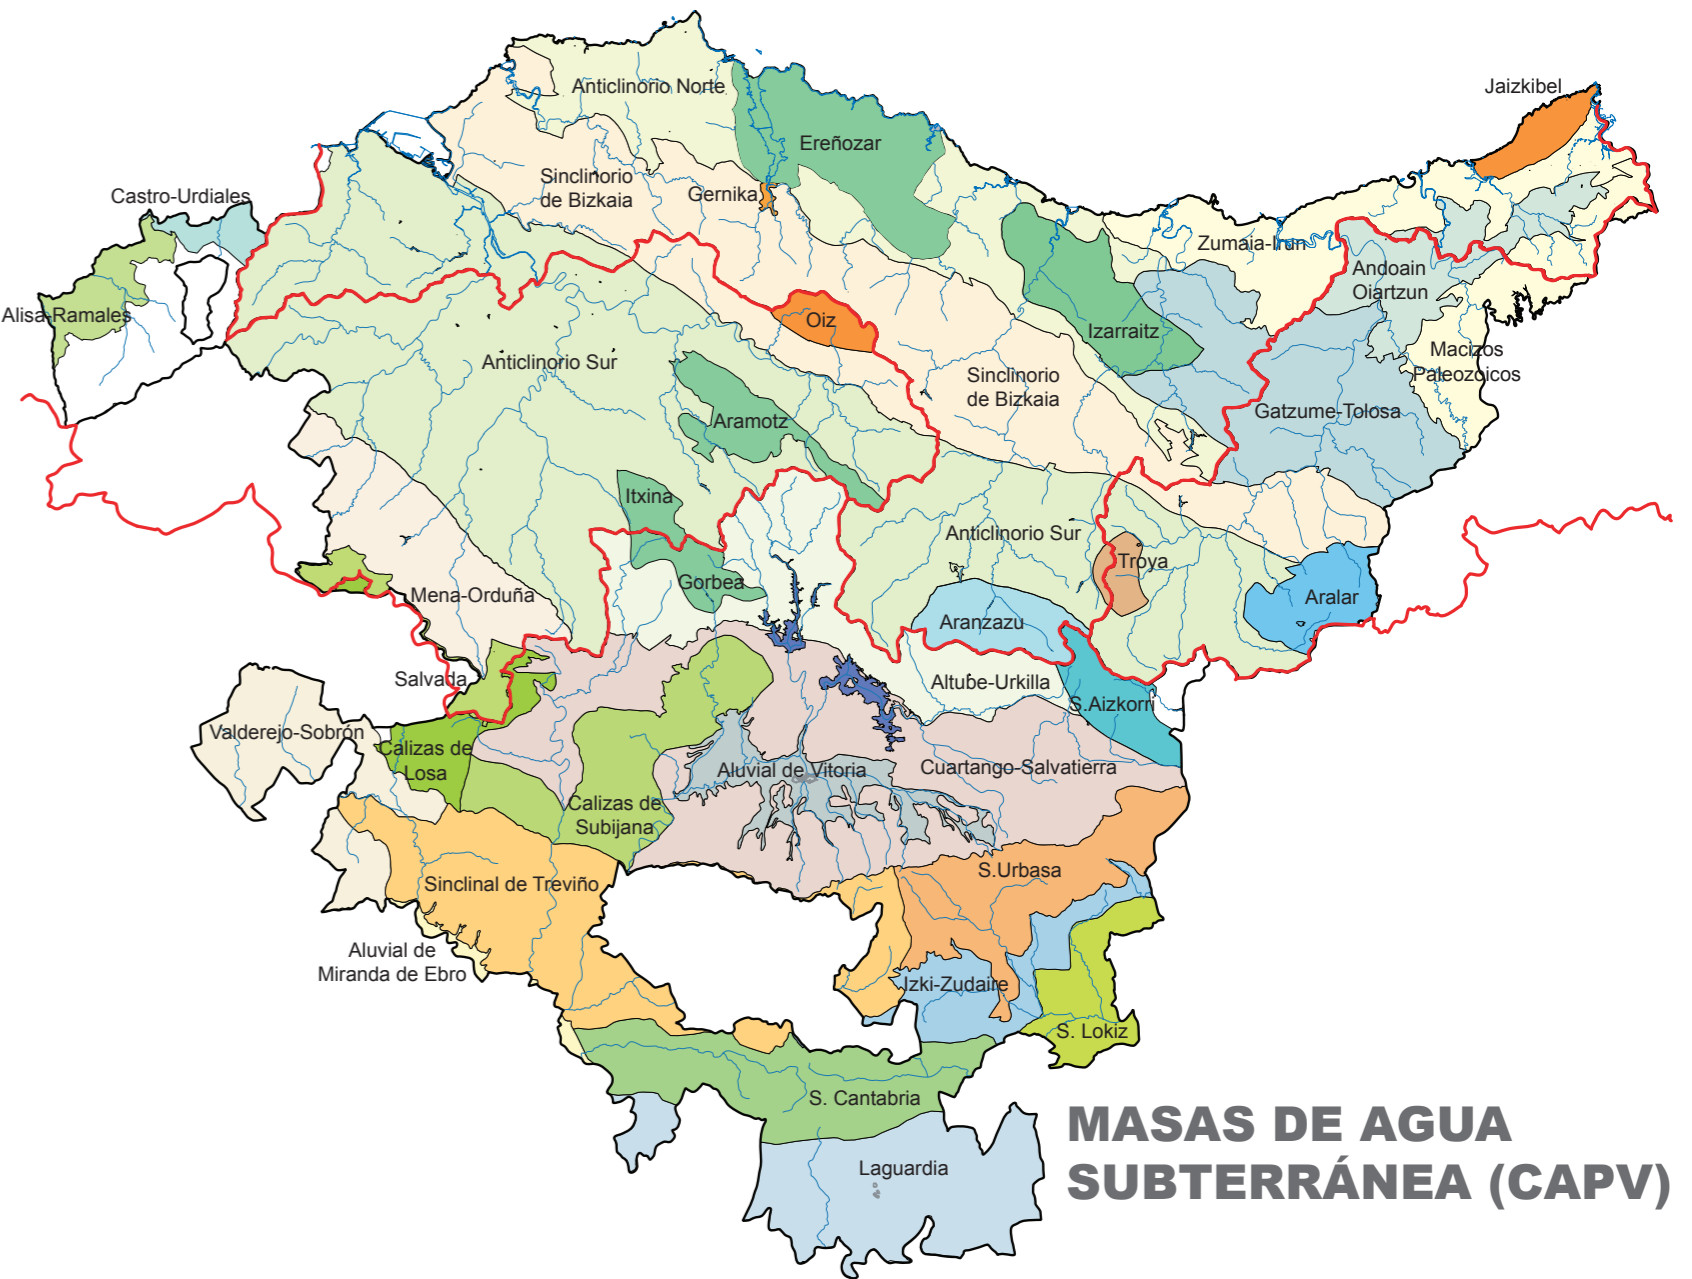 Jaizkibel
Anticlinorio Norte
Ereñozar
Sinclinorio
de Bizkaia
Gernika
Castro-Urdiales
Zumaia-Irun
Andoain
Oiartzun
Alisa-Ramales
Oiz
Izarraitz
Macizos
Paleozoicos
Anticlinorio Sur
Sinclinorio
de Bizkaia
Gatzume-Tolosa
Aramotz
Itxina
Anticlinorio Sur
Troya
Gorbea
Mena-Orduña
Aralar
Aranzazu
Salvada
Altube-Urkilla
S.Aizkorri
Valderejo-Sobrón
Calizas de
Losa
Aluvial de Vitoria
Cuartango-Salvatierra
Calizas de
Subijana
S.Urbasa
Sinclinal de Treviño
Aluvial de
Miranda de Ebro
Izki-Zudaire
S. Lokiz
S. Cantabria
Laguardia
MASAS DE AGUA
SUBTERRÁNEA (CAPV)